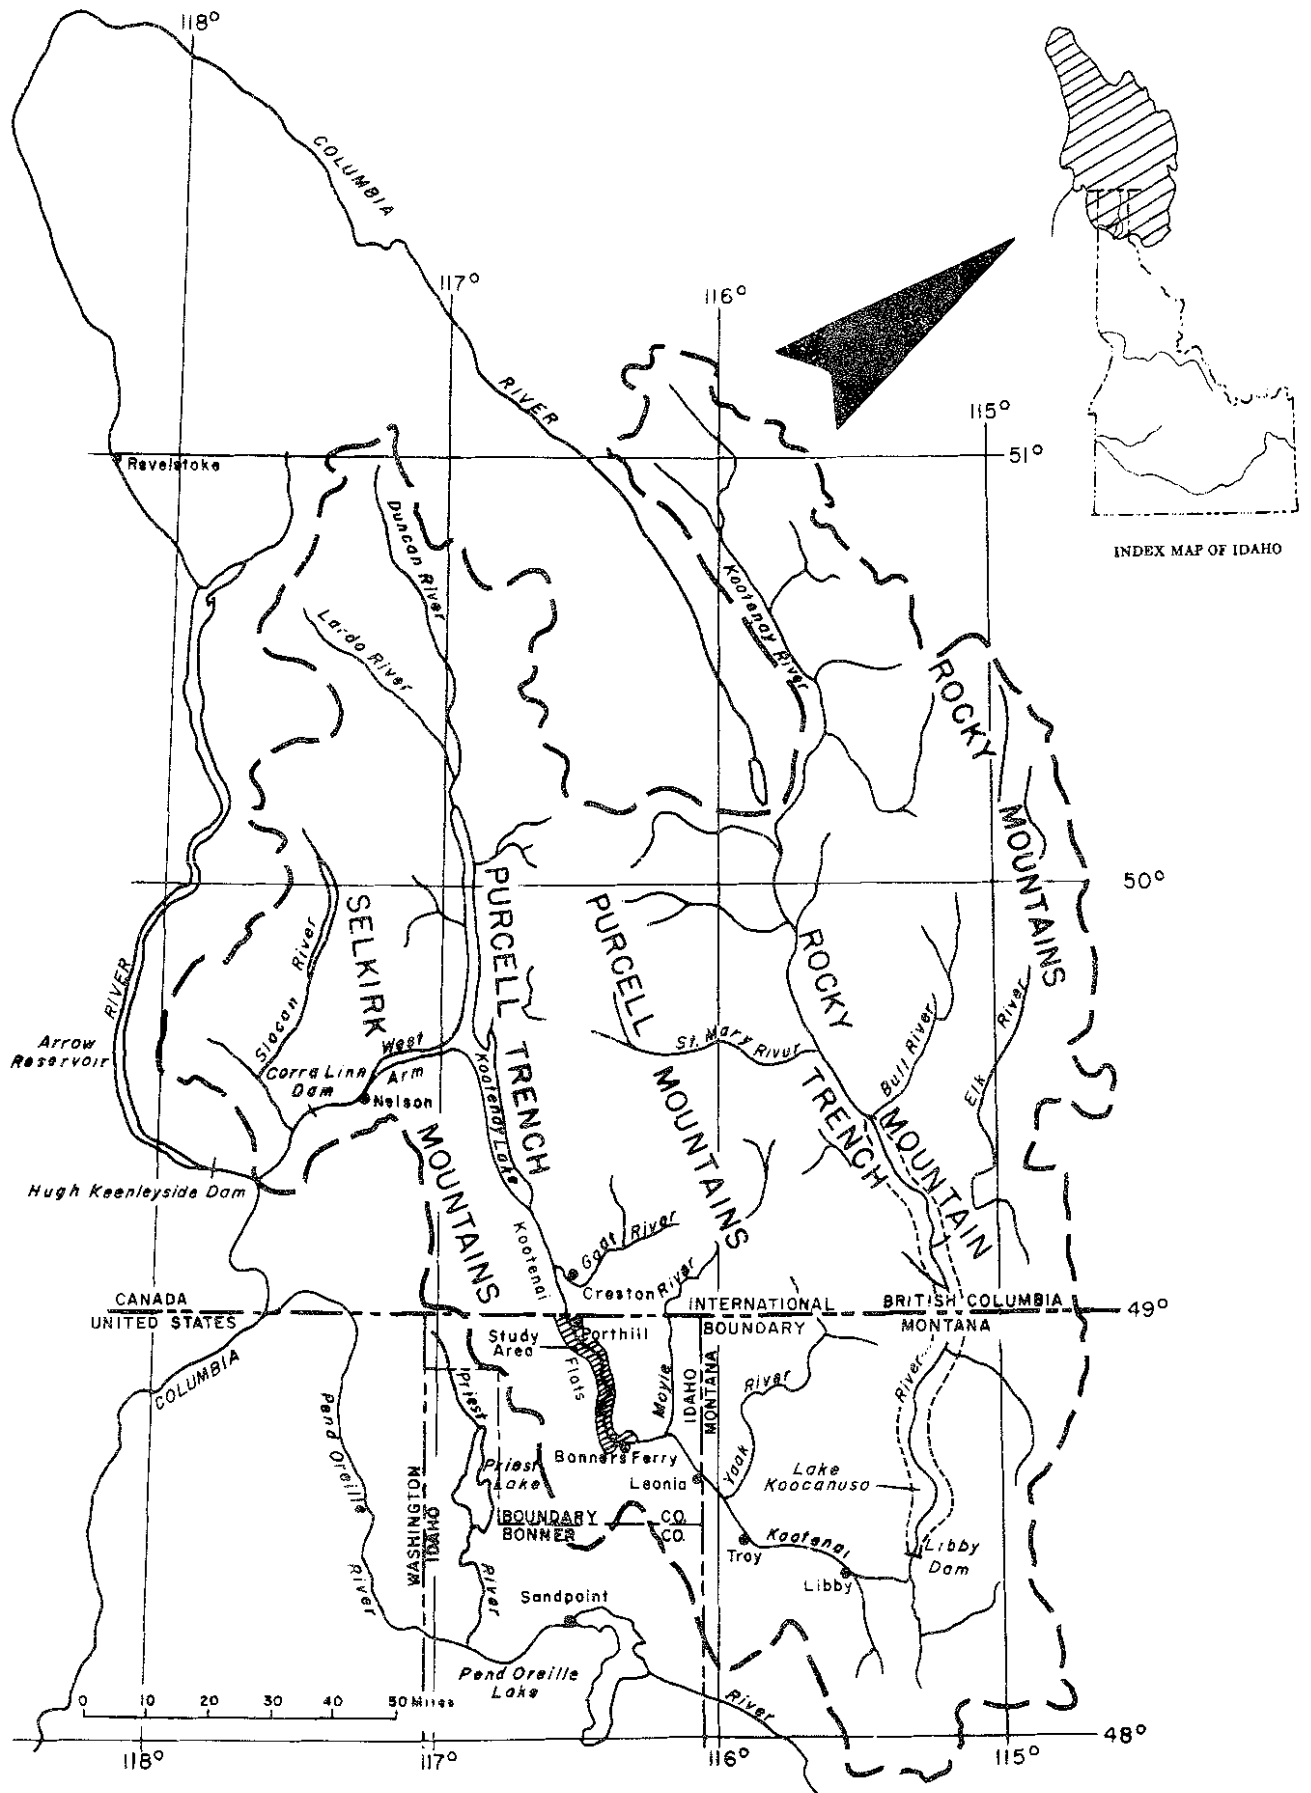 118°
COLUMBIA
117°
116°
RIVER
115°
51°
Revelstoke
INDEX MAP OF IDAHO
Duncan River
Kootenay River
Lardo River
ROCKY
MOUNTAINS
50°
PURCELL
TRENCH
PURCELL
MOUNTAINS
SELKIRK
MOUNTAINS
ROCKY
MOUNTAIN
TRENCH
RIVER
Arrow
Reservoir
Slocan River
West
Arm
Corra Linn
Dam
Nelson
Kootenay Lake
St. Mary River
Bull River
Elk River
Hugh Keenleyside Dam
Kootenai
Goat River
Creston
River
CANADA
UNITED STATES
INTERNATIONAL
BOUNDARY
BRITISH COLUMBIA
MONTANA
49°
Study
Area
Porthill
Flats
COLUMBIA
Priest
Moyie
IDAHO
MONTANA
River
River
Pend Oreille
Priest
Lake
Bonners Ferry
Leonia
Yaak
Lake
Koocanusa
WASHINGTON
IDAHO
BOUNDARY CO.
BONNER CO.
Troy
Kootenai
Libby
Libby
Dam
River
River
Sandpoint
Pend Oreille
Lake
River
0 10 20 30 40 50 Miles
48°
118°
117°
116°
115°